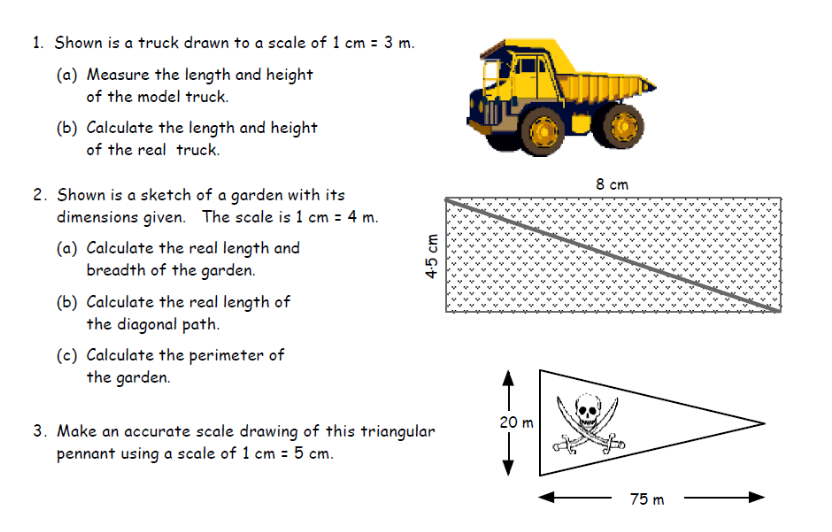 1. Shown is a truck drawn to a scale of 1 cm = 3 m.
(a) Measure the length and height
of the model truck.
(b) Calculate the length and height
of the real truck.
2. Shown is a sketch of a garden with its
dimensions given. The scale is 1 cm = 4 m.
(a) Calculate the real length and
breadth of the garden.
(b) Calculate the real length of
the diagonal path.
(c) Calculate the perimeter of
the garden.
8 cm
4·5 cm
3. Make an accurate scale drawing of this triangular
pennant using a scale of 1 cm = 5 cm.
20 m
75 m